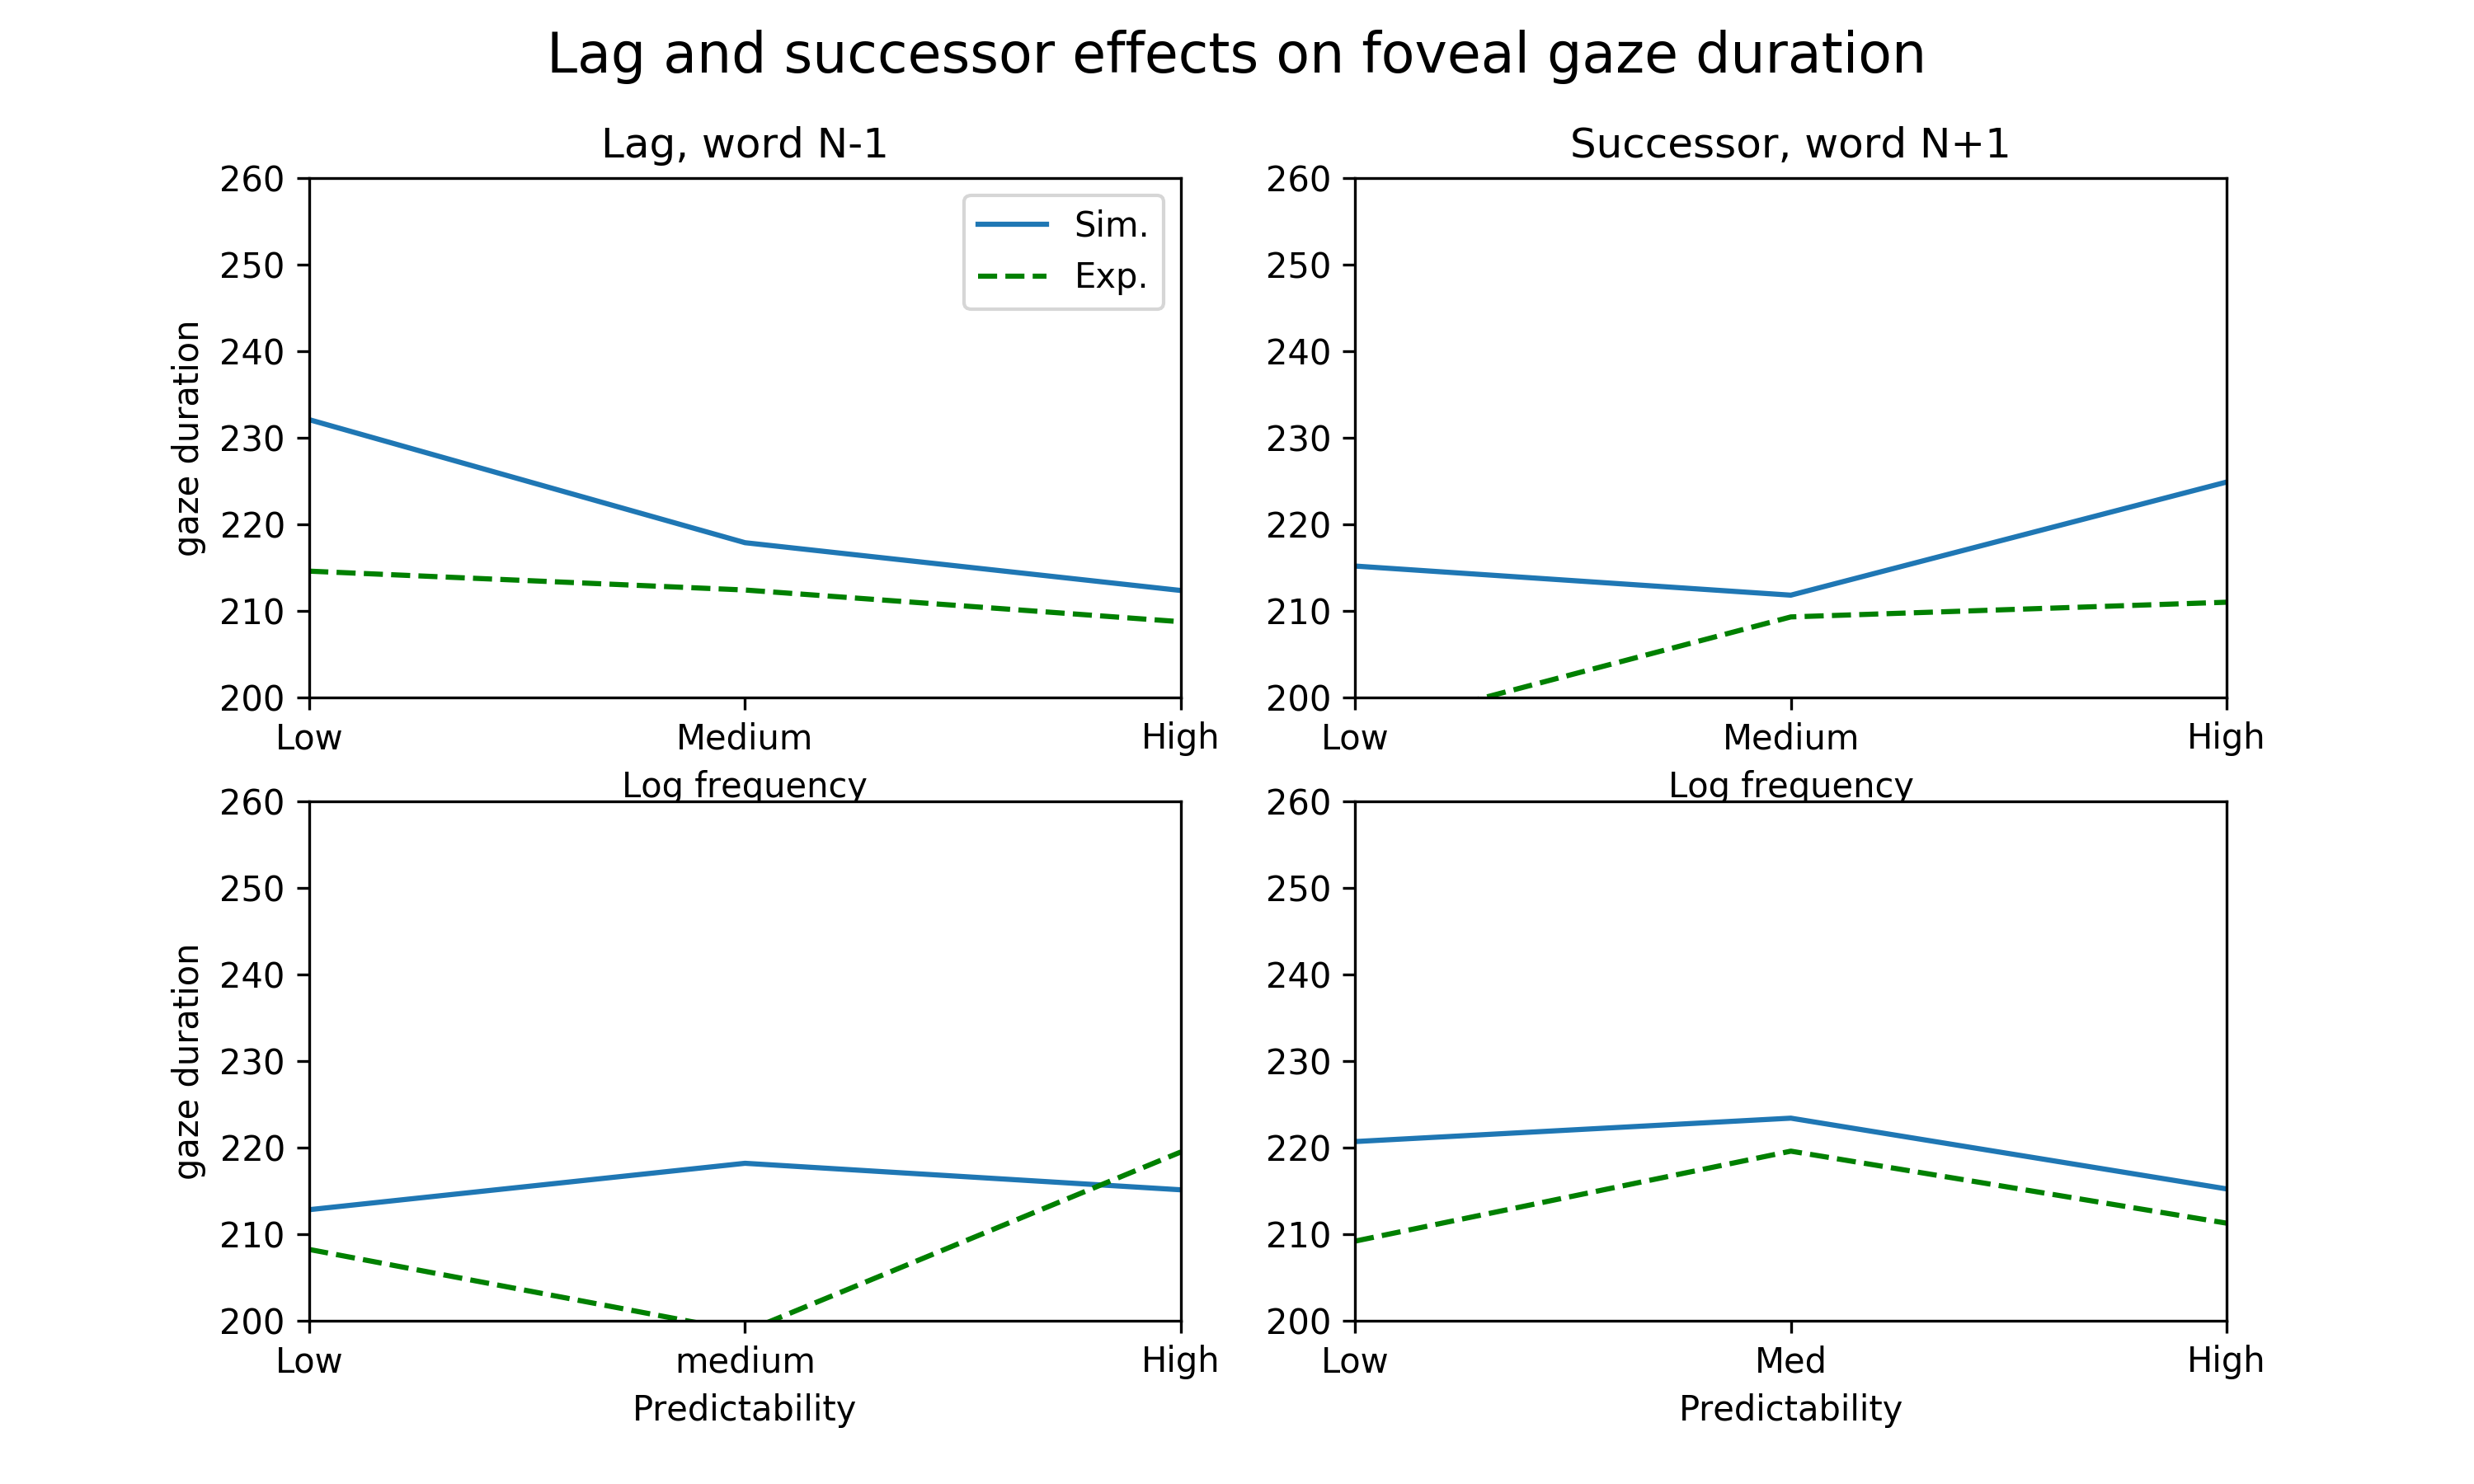 Lag and successor effects on foveal gaze duration
Lag, word N-1
260
250
240
230
220
210
200
gaze duration
Sim.
Exp.
Low
Medium
High
Log frequency
Successor, word N+1
260
250
240
230
220
210
200
Low
Medium
High
Log frequency
260
250
240
230
220
210
200
gaze duration
Low
medium
High
Predictability
260
250
240
230
220
210
200
Low
Med
High
Predictability